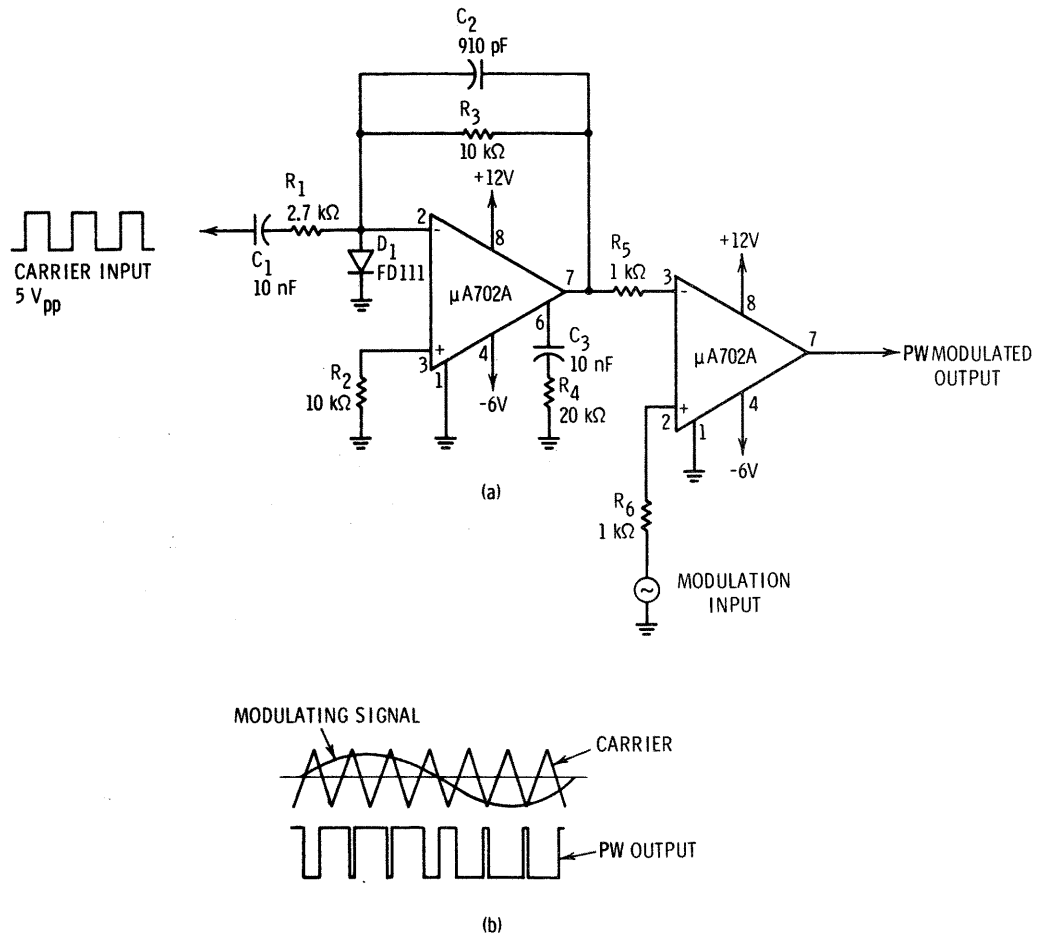 C2
910 pF
R3
10 kΩ
+12V
R1
2.7 kΩ
2
-
8
CARRIER INPUT
5 Vpp
C1
10 nF
D1
FD111
μA702A
7
R5
1 kΩ
3
-
+12V
8
6
C3
10 nF
R4
20 kΩ
+
3
1
4
-6V
R2
10 kΩ
μA702A
7
PW MODULATED
OUTPUT
+
2
1
4
-6V
(a)
R6
1 kΩ
~
MODULATION
INPUT
MODULATING SIGNAL
CARRIER
PW OUTPUT
(b)